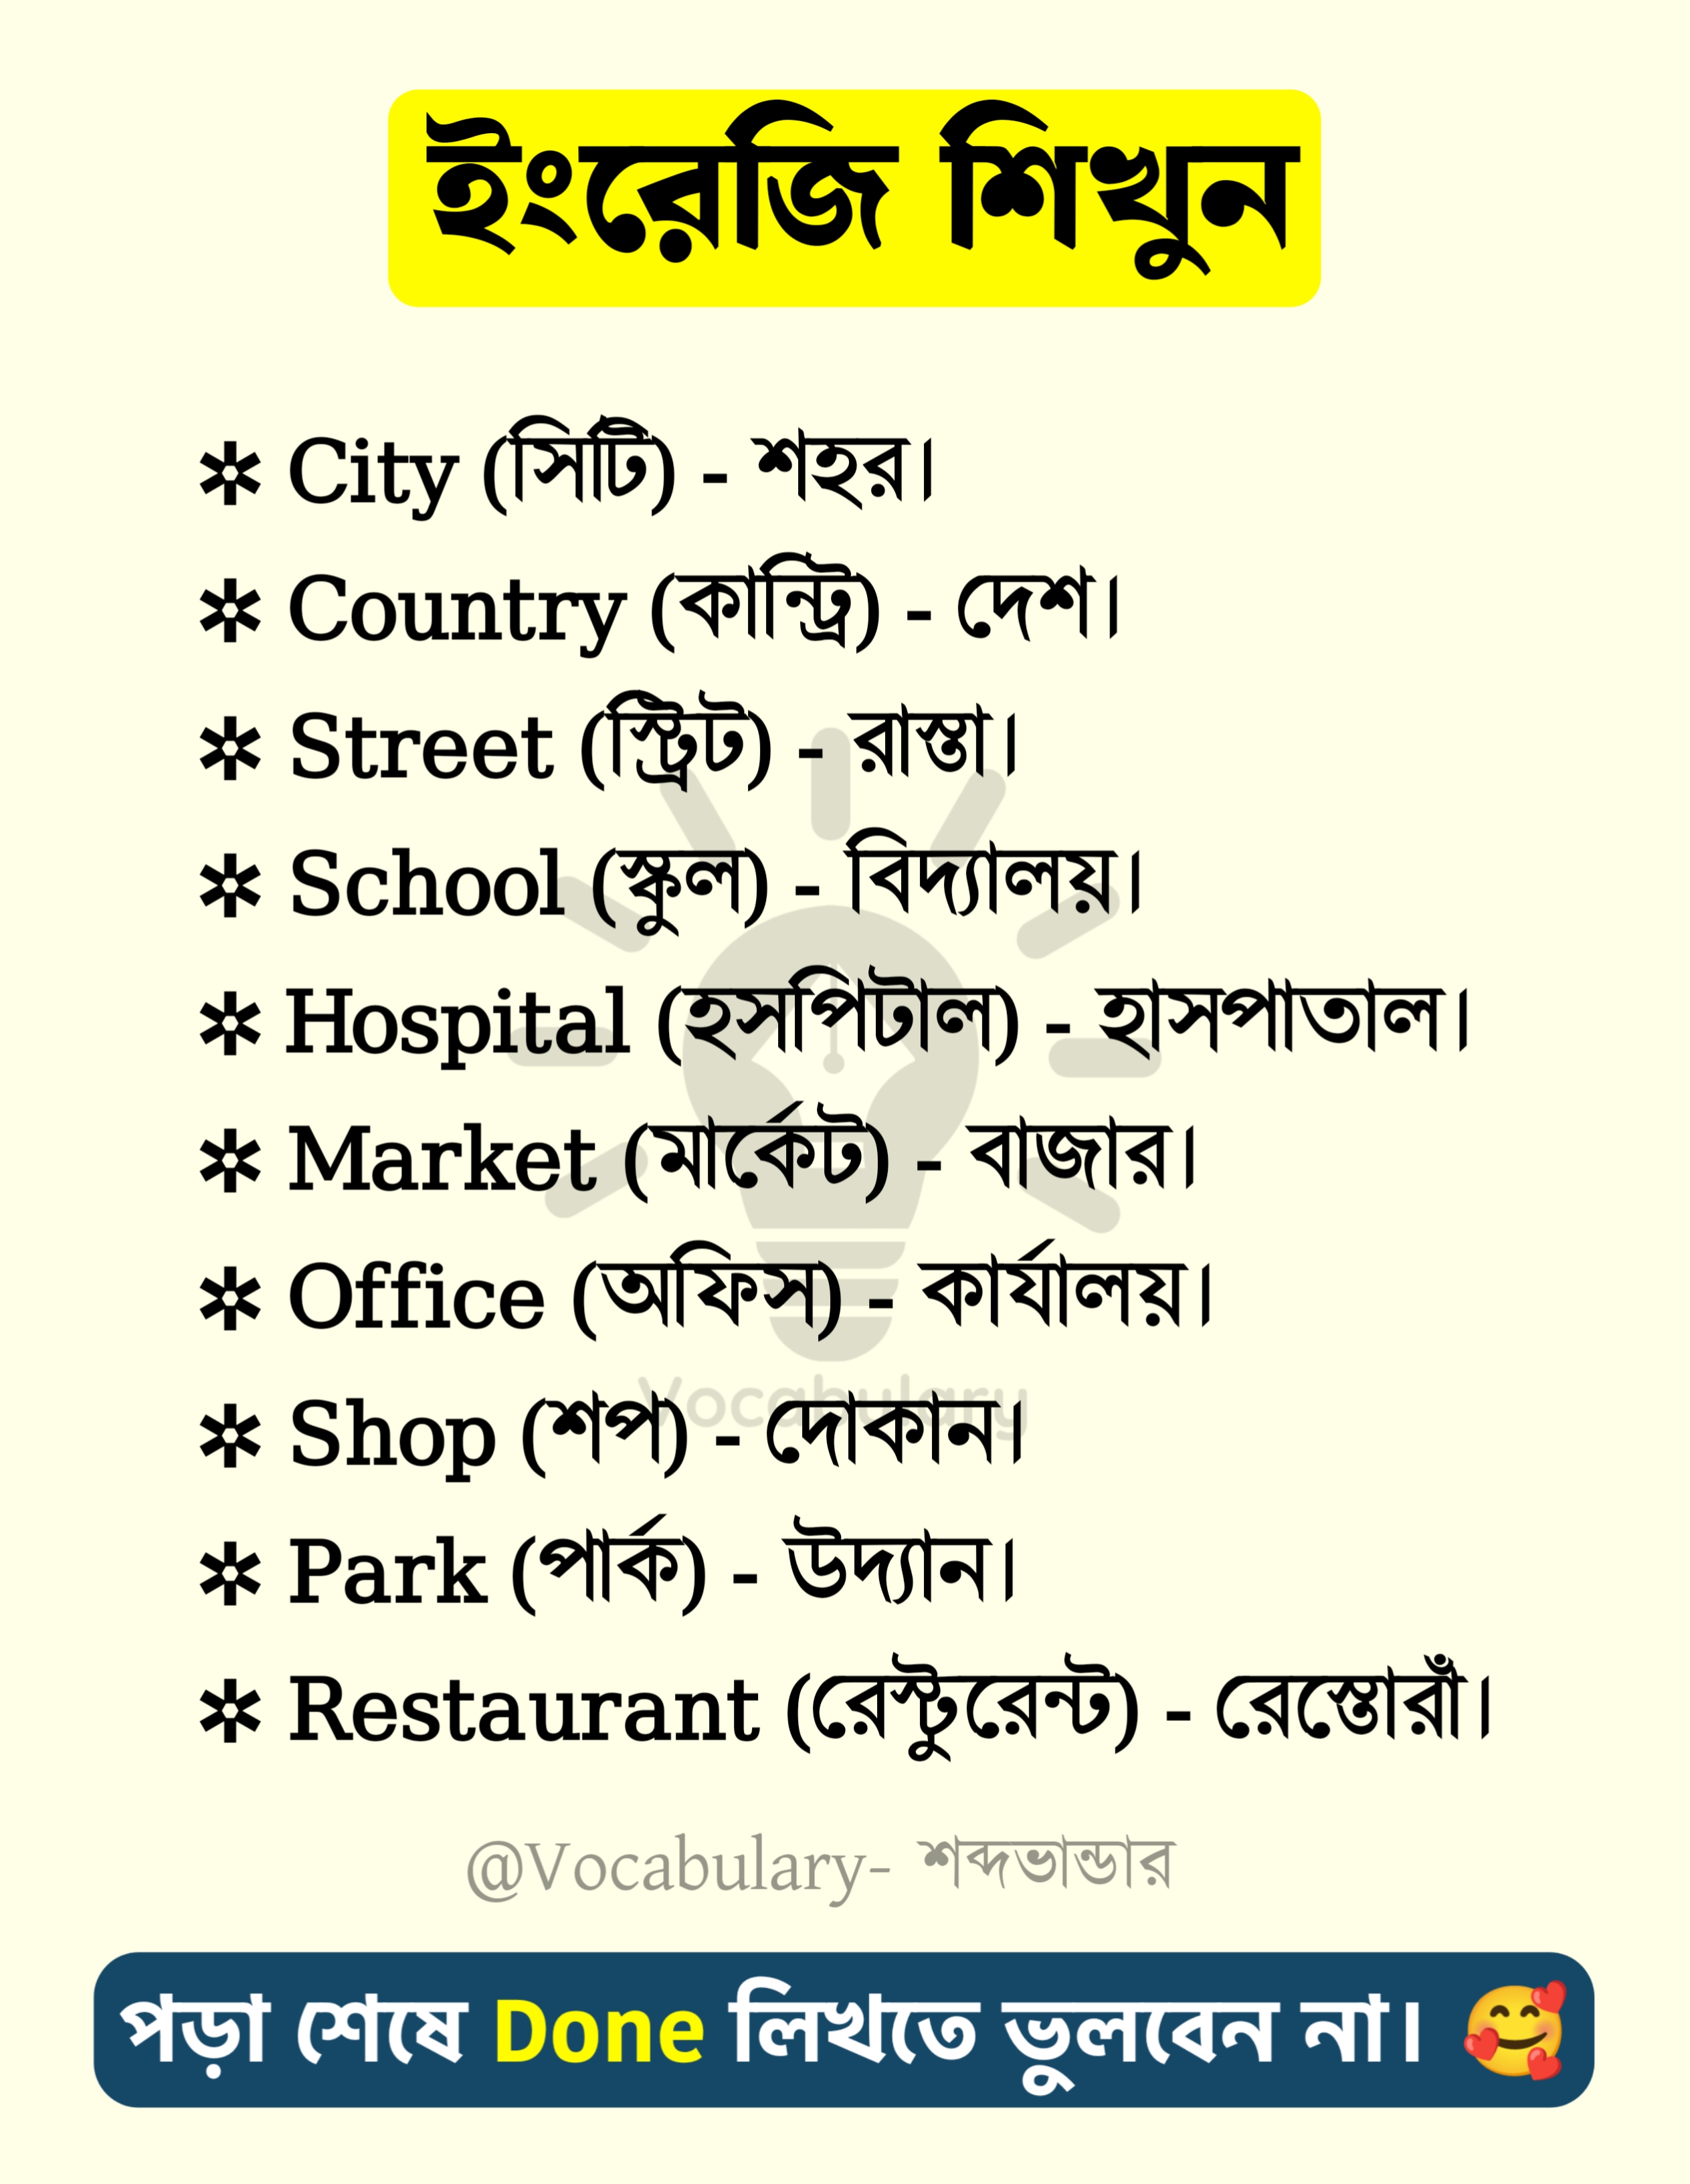 ইংরেজি শিখুন
* City (সিটি) - শহর।
* Country (কান্ট্রি) - দেশ।
* Street (স্ট্রিট) - রাস্তা।
* School (স্কুল) - বিদ্যালয়।
* Hospital (হসপিটাল) - হাসপাতাল।
* Market (মার্কেট) - বাজার।
* Office (অফিস) - কার্যালয়।
Vocabulary
* Shop (শপ) - দোকান।
* Park (পার্ক) - উদ্যান।
* Restaurant (রেস্টুরেন্ট) - রেস্তোরাঁ।
@Vocabulary- শব্দভান্ডার
পড়া শেষে Done লিখতে ভুলবেন না। 🥰